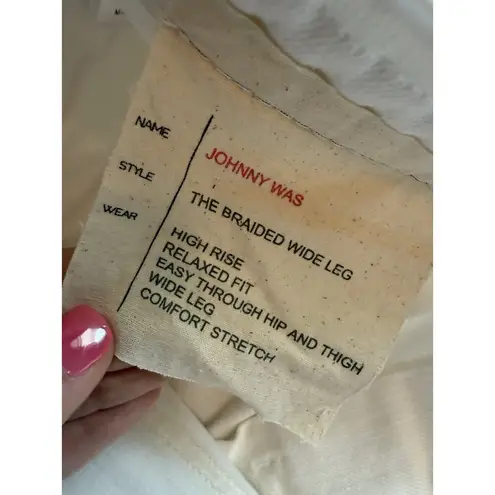 NAME JOHNNY WAS
STYLE THE BRAIDED WIDE LEG
WEAR HIGH RISE
RELAXED FIT
EASY THROUGH HIP AND THIGH
WIDE LEG
COMFORT STRETCH